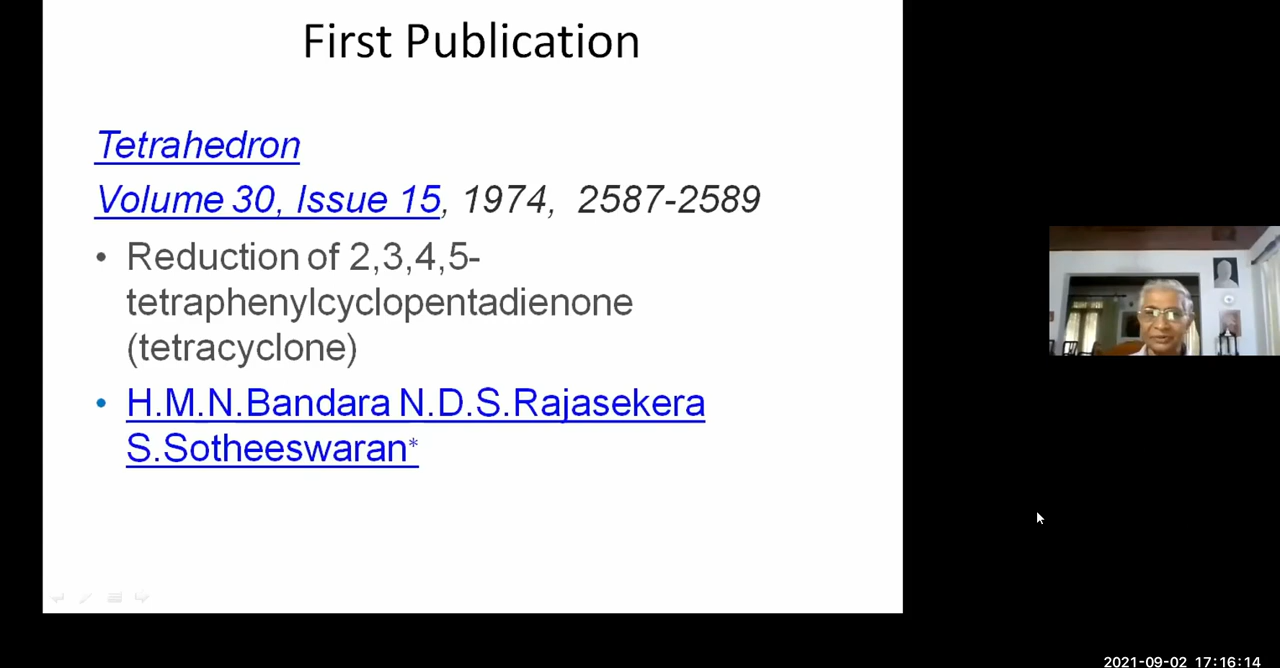 First Publication
Tetrahedron
Volume 30, Issue 15, 1974, 2587-2589
• Reduction of 2,3,4,5-
tetraphenylcyclopentadienone
(tetracyclone)
• H.M.N.Bandara N.D.S.Rajasekera
S.Sotheeswaran*
2021-09-02 17:16:14